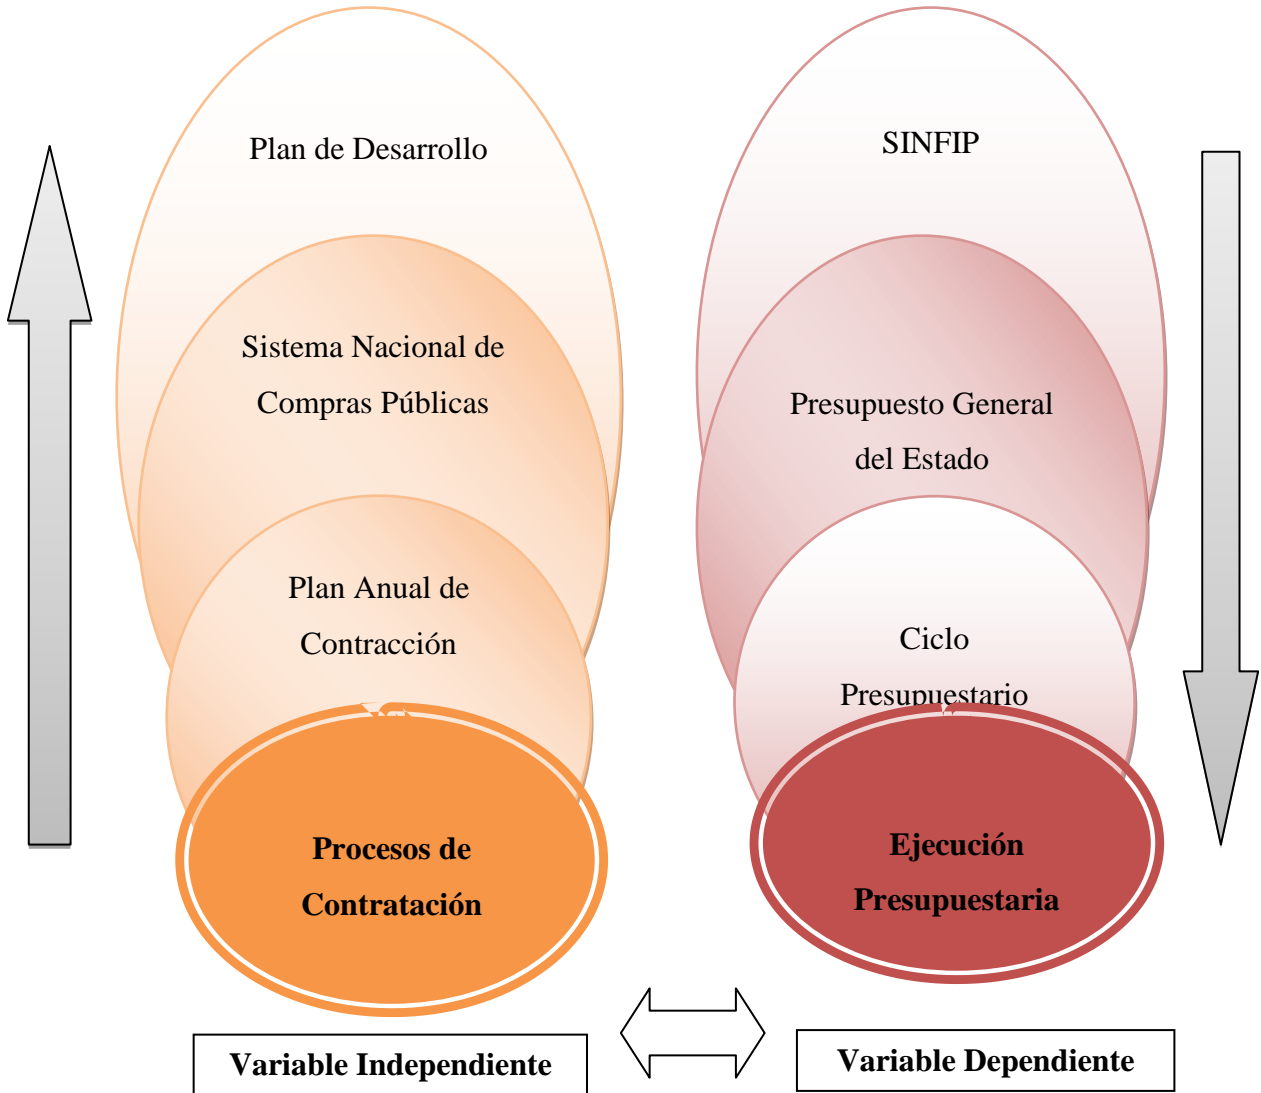 Plan de Desarrollo
Sistema Nacional de
Compras Públicas
Plan Anual de
Contracción
Procesos de
Contratación
Variable Independiente
SINFIP
Presupuesto General
del Estado
Ciclo
Presupuestario
Ejecución
Presupuestaria
Variable Dependiente